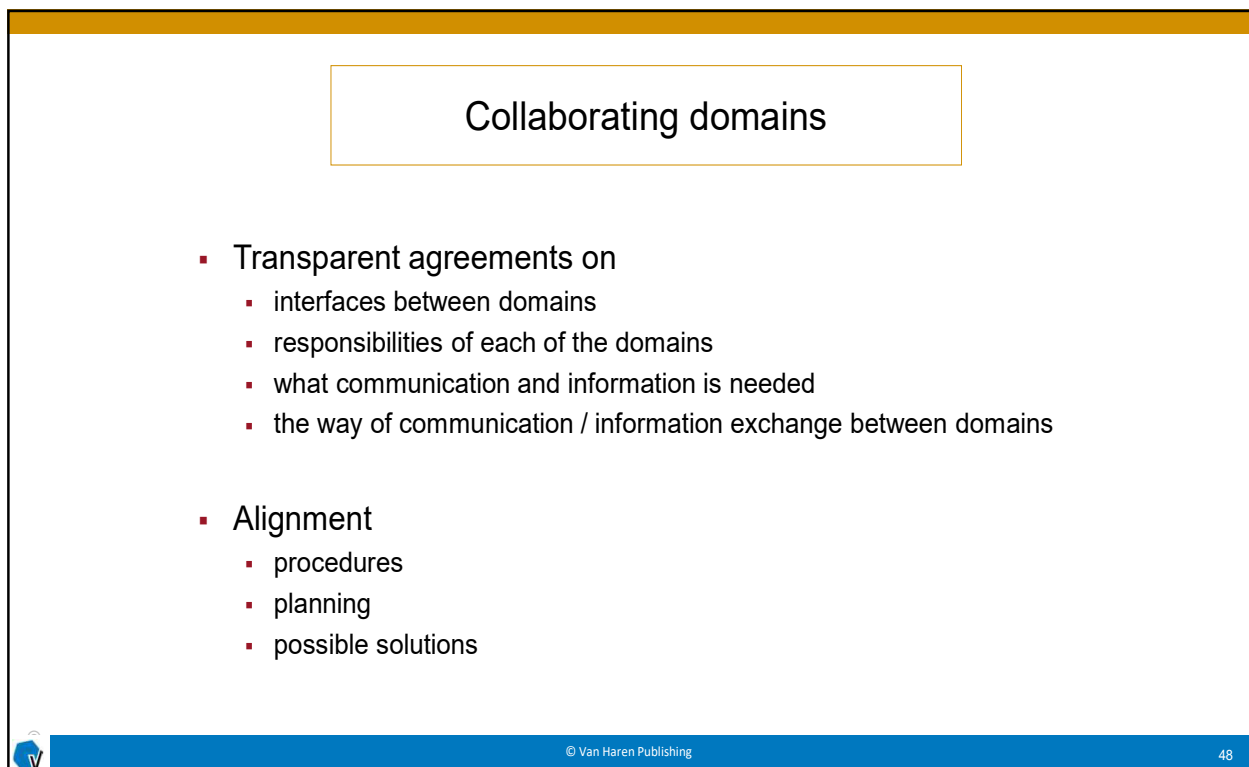 Collaborating domains
▪ Transparent agreements on
▪ interfaces between domains
▪ responsibilities of each of the domains
▪ what communication and information is needed
▪ the way of communication / information exchange between domains
▪ Alignment
▪ procedures
▪ planning
▪ possible solutions
© Van Haren Publishing
48